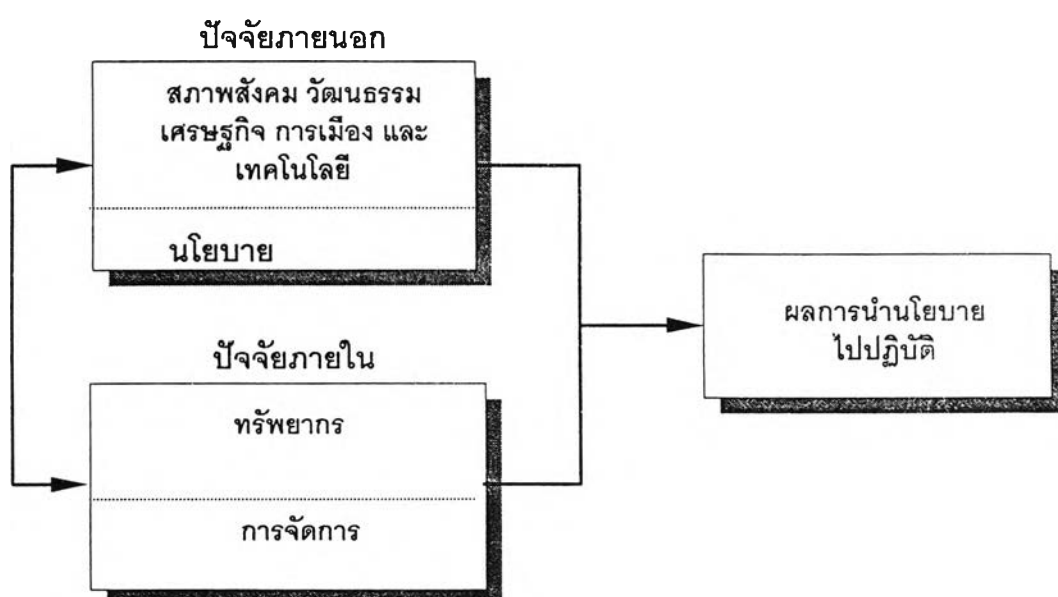 ปัจจัยภายนอก
สภาพสังคม วัฒนธรรม
เศรษฐกิจ การเมือง และ
เทคโนโลยี
นโยบาย
ปัจจัยภายใน
ทรัพยากร
การจัดการ
ผลการนำนโยบาย
ไปปฏิบัติ